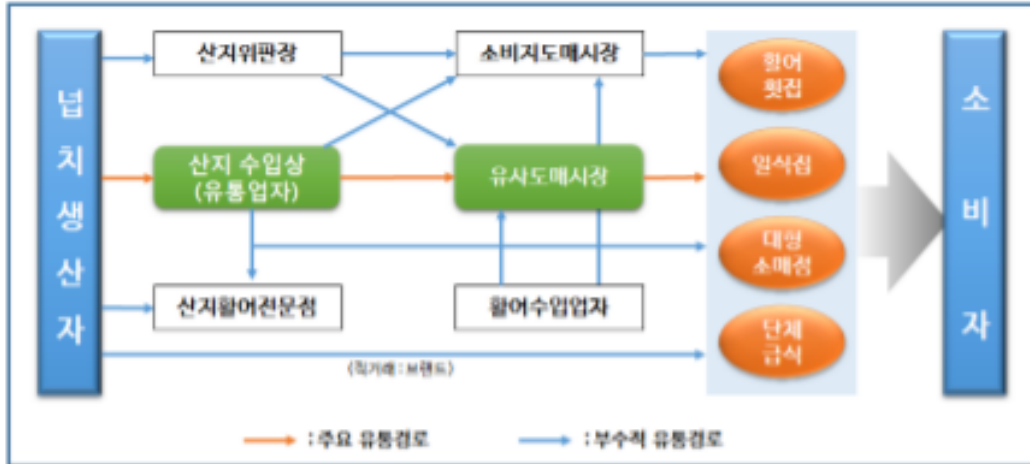 넙치생산자
산지위판장
소비지도매시장
산지 수입상
(유통업자)
유사도매시장
산지활어전문점
활어수입업자
(직거래 : 브랜드)
활어
횟집
일식집
대형
소매점
단체
급식
소비자
: 주요 유통경로
: 부수적 유통경로